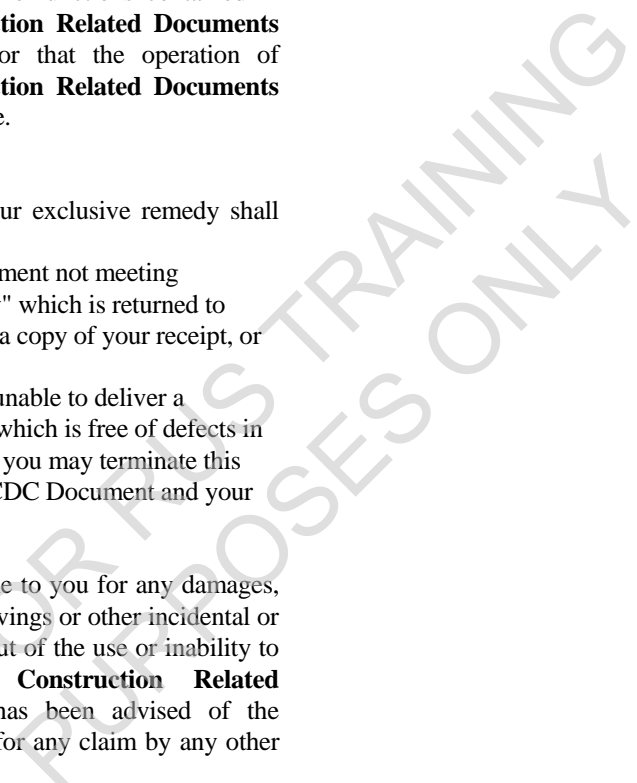 tion Related Documents
or that the operation of
tion Related Documents
e.
ur exclusive remedy shall
ment not meeting
" which is returned to
a copy of your receipt, or
unable to deliver a
which is free of defects in
you may terminate this
CDC Document and your
e to you for any damages,
vings or other incidental or
ut of the use or inability to
Construction Related
has been advised of the
for any claim by any other
OR RUS TRAINING
PURPOSES ONLY